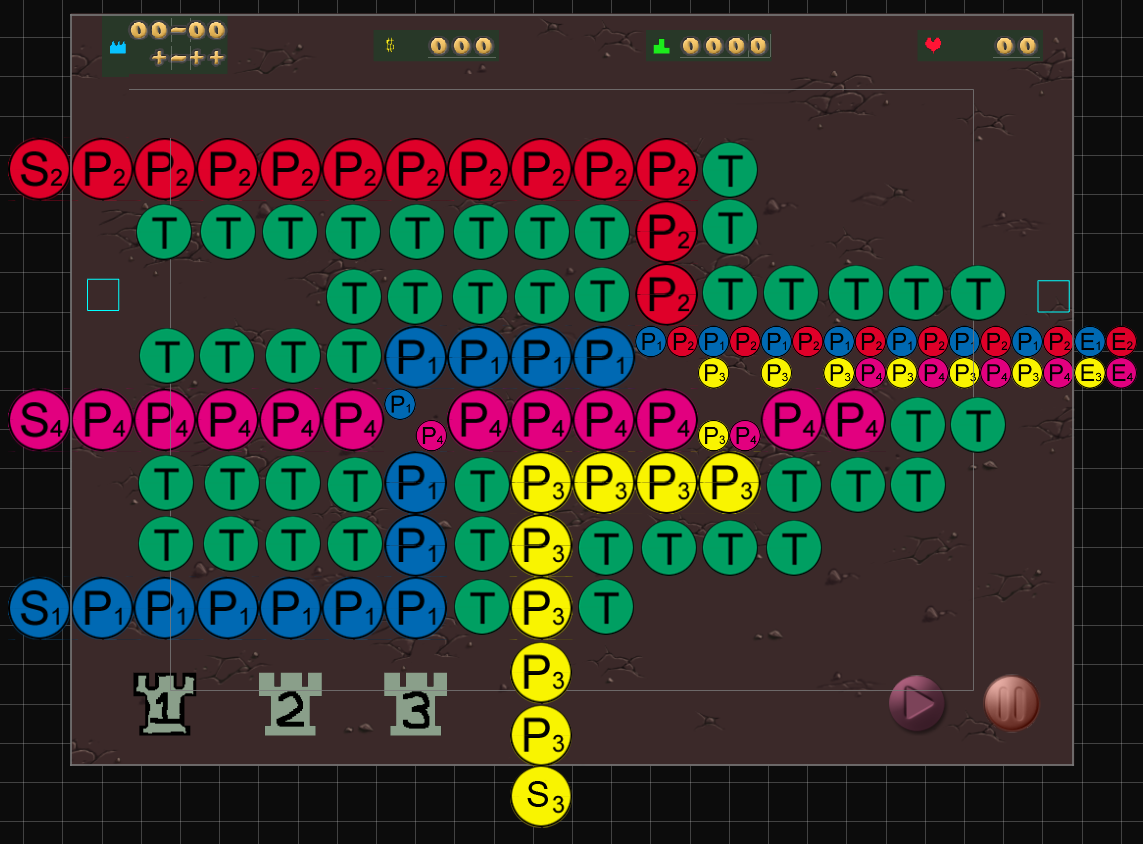 00-00 $ 000 0000 00
+-++
S2 P2 P2 P2 P2 P2 P2 P2 P2 P2 P2 T
T T T T T T T T P2 T
T T T T T P2 T T T T T
T T T T P1 P1 P1 P1 P1 P2 P1 P2 P1 P2 P1 P2 P1 P2 P1 P2 P1 P2 E1 E2
P3 P3 P3 P4 P3 P4 P3 P4 P3 P4 E3 E4
S4 P4 P4 P4 P4 P4 P1 P4 P4 P4 P4 P4 P3 P4 P4 P4 T T
T T T T P1 T P3 P3 P3 P3 T T T
T T T T P1 T P3 T T T T
S1 P1 P1 P1 P1 P1 P1 T P3 T
P3
1 2 3
P3
S3